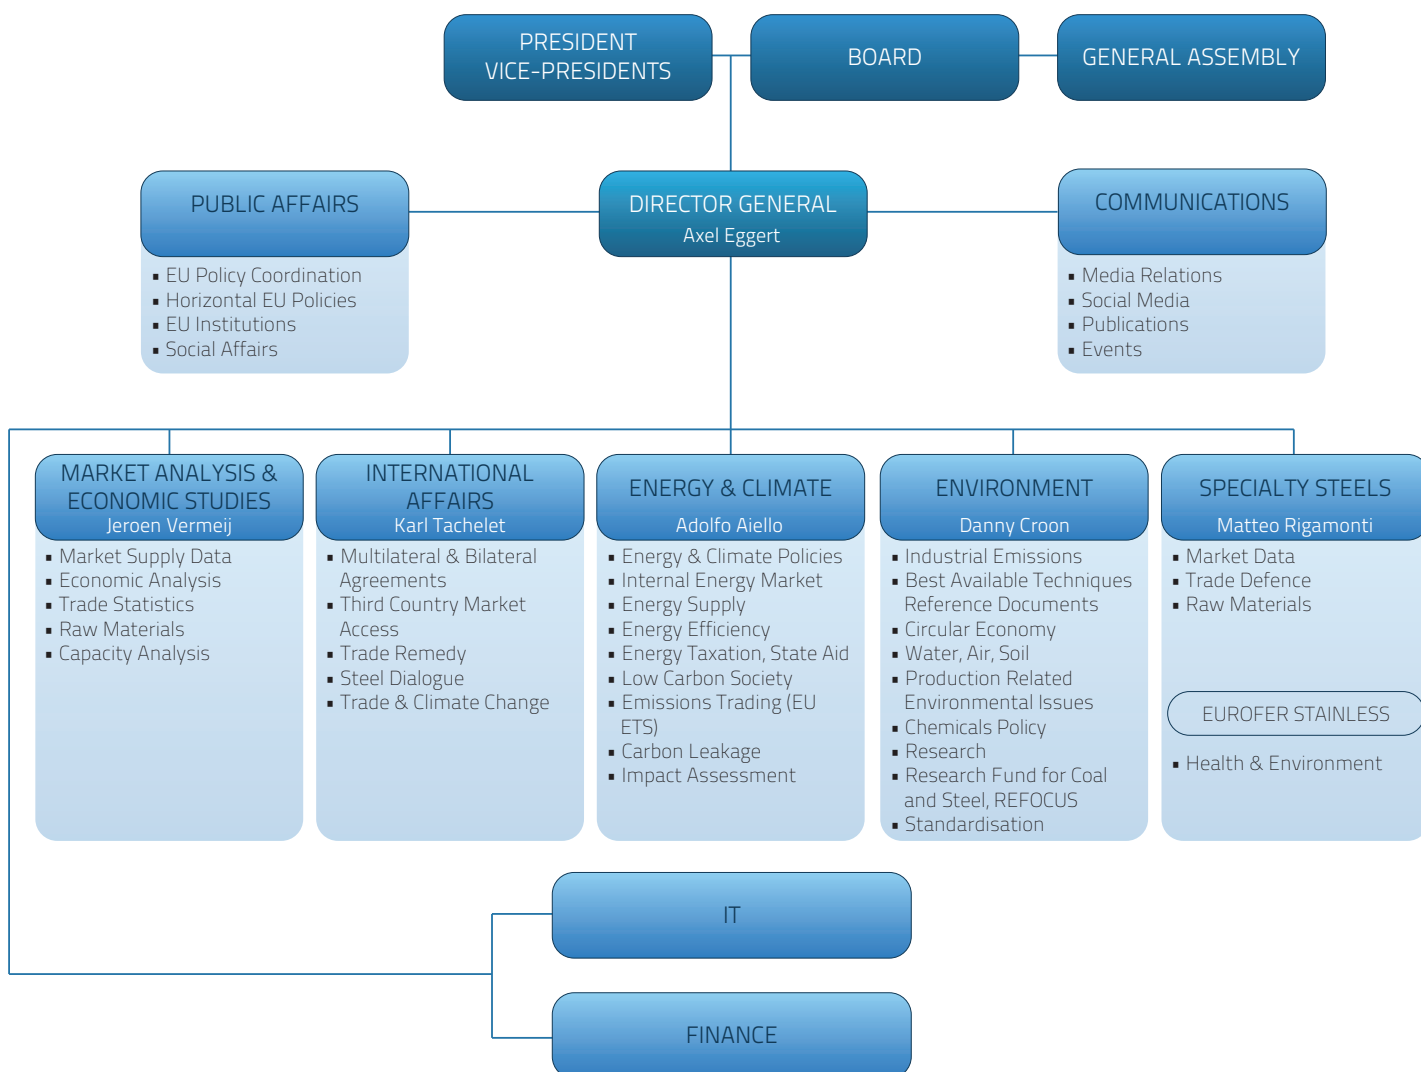 PRESIDENT
VICE-PRESIDENTS
BOARD
GENERAL ASSEMBLY
PUBLIC AFFAIRS
▪ EU Policy Coordination
▪ Horizontal EU Policies
▪ EU Institutions
▪ Social Affairs
DIRECTOR GENERAL
Axel Eggert
COMMUNICATIONS
▪ Media Relations
▪ Social Media
▪ Publications
▪ Events
MARKET ANALYSIS &
ECONOMIC STUDIES
Jeroen Vermeij
▪ Market Supply Data
▪ Economic Analysis
▪ Trade Statistics
▪ Raw Materials
▪ Capacity Analysis
INTERNATIONAL
AFFAIRS
Karl Tachelet
▪ Multilateral & Bilateral
Agreements
▪ Third Country Market
Access
▪ Trade Remedy
▪ Steel Dialogue
▪ Trade & Climate Change
ENERGY & CLIMATE
Adolfo Aiello
▪ Energy & Climate Policies
▪ Internal Energy Market
▪ Energy Supply
▪ Energy Efficiency
▪ Energy Taxation, State Aid
▪ Low Carbon Society
▪ Emissions Trading (EU
ETS)
▪ Carbon Leakage
▪ Impact Assessment
ENVIRONMENT
Danny Croon
▪ Industrial Emissions
▪ Best Available Techniques
Reference Documents
▪ Circular Economy
▪ Water, Air, Soil
▪ Production Related
Environmental Issues
▪ Chemicals Policy
▪ Research
▪ Research Fund for Coal
and Steel, REFOCUS
▪ Standardisation
SPECIALTY STEELS
Matteo Rigamonti
▪ Market Data
▪ Trade Defence
▪ Raw Materials
EUROFER STAINLESS
▪ Health & Environment
IT
FINANCE